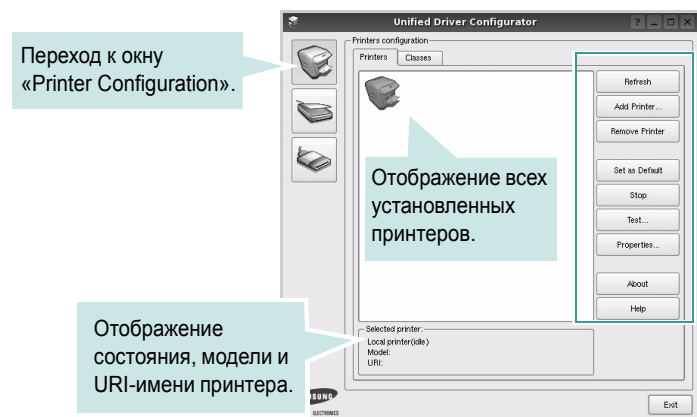 Unified Driver Configurator
Переход к окну
«Printer Configuration».
Printers configuration
Printers
Classes
Refresh
Add Printer...
Remove Printer
Set as Default
Stop
Test...
Properties...
About
Help
Отображение всех
установленных
принтеров.
Отображение
состояния, модели и
URI-имени принтера.
Selected printer:
Local printer(idle)
Model:
URI:
ELECTRONICS
Exit